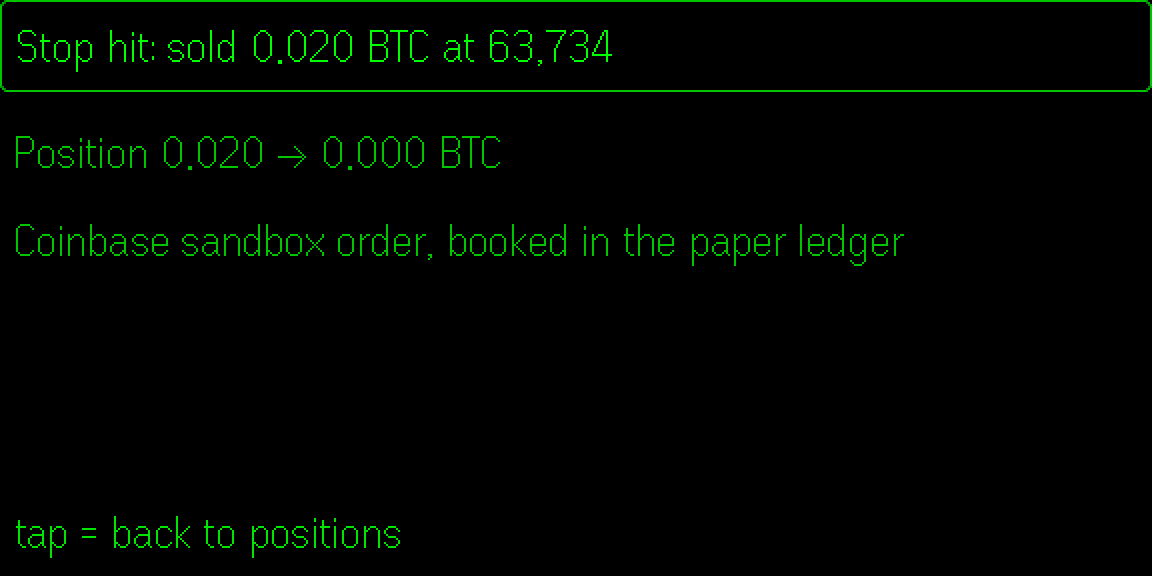 Stop hit: sold 0.020 BTC at 63,734
Position 0.020 → 0.000 BTC
Coinbase sandbox order, booked in the paper ledger
tap = back to positions